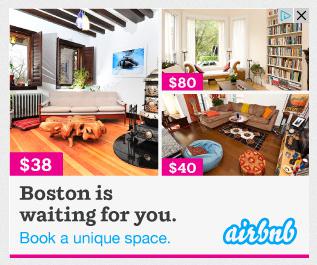 $80
$38
$40
Boston is
waiting for you.
Book a unique space.
airbnb